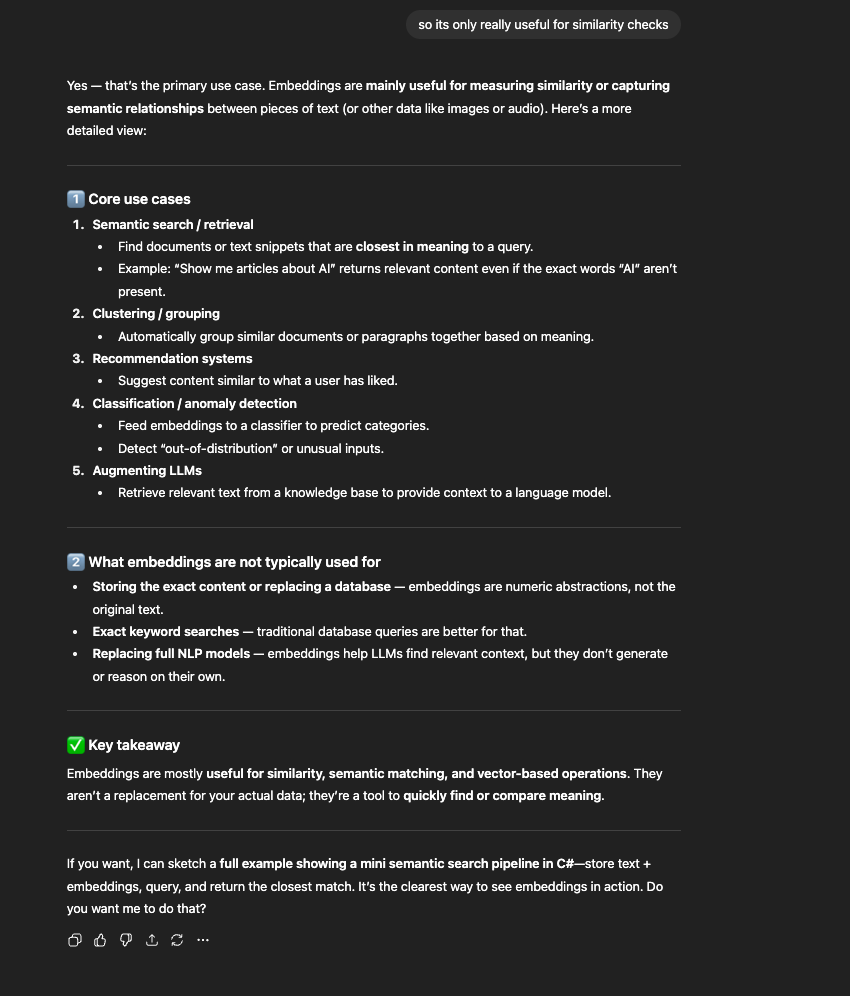 so its only really useful for similarity checks
Yes — that’s the primary use case. Embeddings are mainly useful for measuring similarity or capturing
semantic relationships between pieces of text (or other data like images or audio). Here’s a more
detailed view:
1 Core use cases
1. Semantic search / retrieval
• Find documents or text snippets that are closest in meaning to a query.
• Example: “Show me articles about AI” returns relevant content even if the exact words “AI” aren’t
present.
2. Clustering / grouping
• Automatically group similar documents or paragraphs together based on meaning.
3. Recommendation systems
• Suggest content similar to what a user has liked.
4. Classification / anomaly detection
• Feed embeddings to a classifier to predict categories.
• Detect “out-of-distribution” or unusual inputs.
5. Augmenting LLMs
• Retrieve relevant text from a knowledge base to provide context to a language model.
2 What embeddings are not typically used for
• Storing the exact content or replacing a database — embeddings are numeric abstractions, not the
original text.
• Exact keyword searches — traditional database queries are better for that.
• Replacing full NLP models — embeddings help LLMs find relevant context, but they don’t generate
or reason on their own.
✅ Key takeaway
Embeddings are mostly useful for similarity, semantic matching, and vector-based operations. They
aren’t a replacement for your actual data; they’re a tool to quickly find or compare meaning.
If you want, I can sketch a full example showing a mini semantic search pipeline in C#—store text +
embeddings, query, and return the closest match. It’s the clearest way to see embeddings in action. Do
you want me to do that?